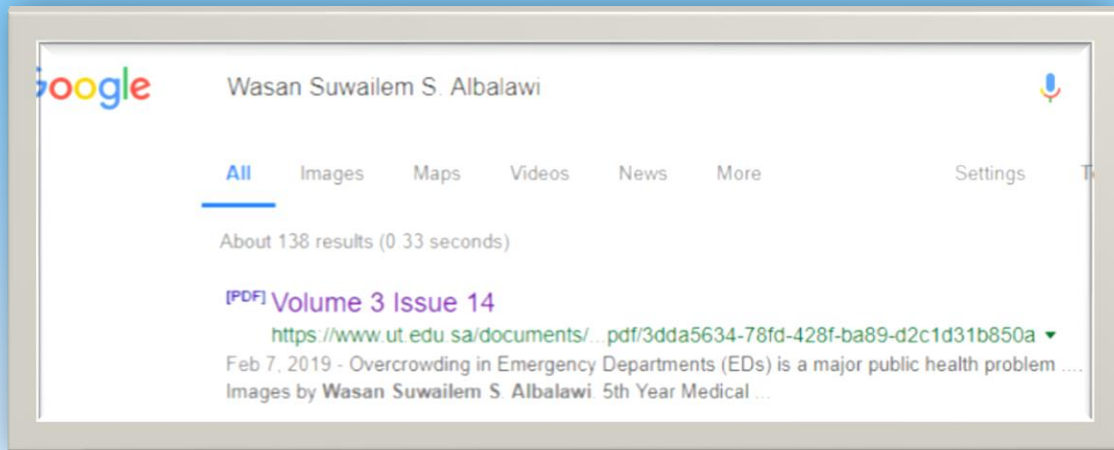 Google
Wasan Suwailem S. Albalawi
All Images Maps Videos News More Settings
About 138 results (0.33 seconds)
[PDF] Volume 3 Issue 14
https://www.ut.edu.sa/documents/...pdf/3dda5634-78fd-428f-ba89-d2c1d31b850a
Feb 7, 2019 - Overcrowding in Emergency Departments (EDs) is a major public health problem ....
Images by Wasan Suwailem S. Albalawi. 5th Year Medical ...